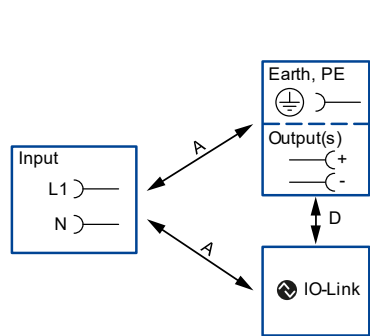 Earth, PE
Output(s)
+
-
Input
L1
N
A
A
D
IO-Link